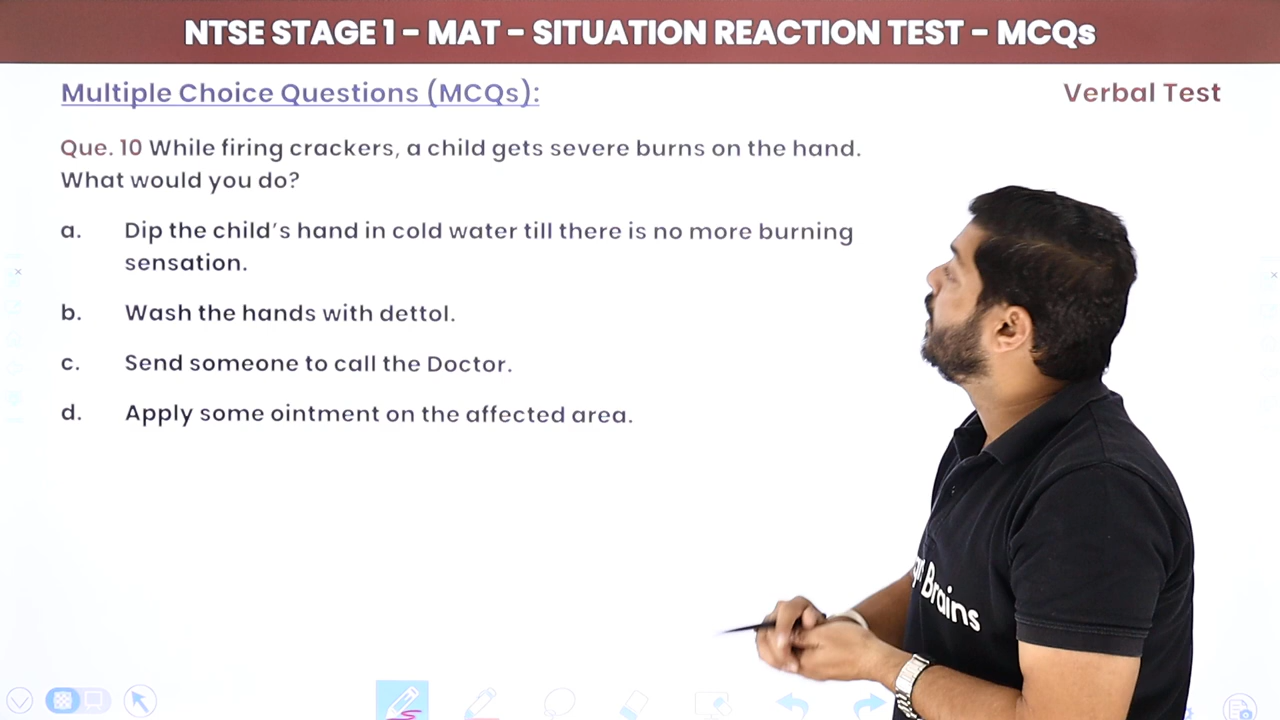 NTSE STAGE 1 – MAT – SITUATION REACTION TEST – MCQs
Multiple Choice Questions (MCQs):
Verbal Test
Que. 10 While firing crackers, a child gets severe burns on the hand.
What would you do?
a. Dip the child's hand in cold water till there is no more burning
sensation.
b. Wash the hands with dettol.
c. Send someone to call the Doctor.
d. Apply some ointment on the affected area.
Brains